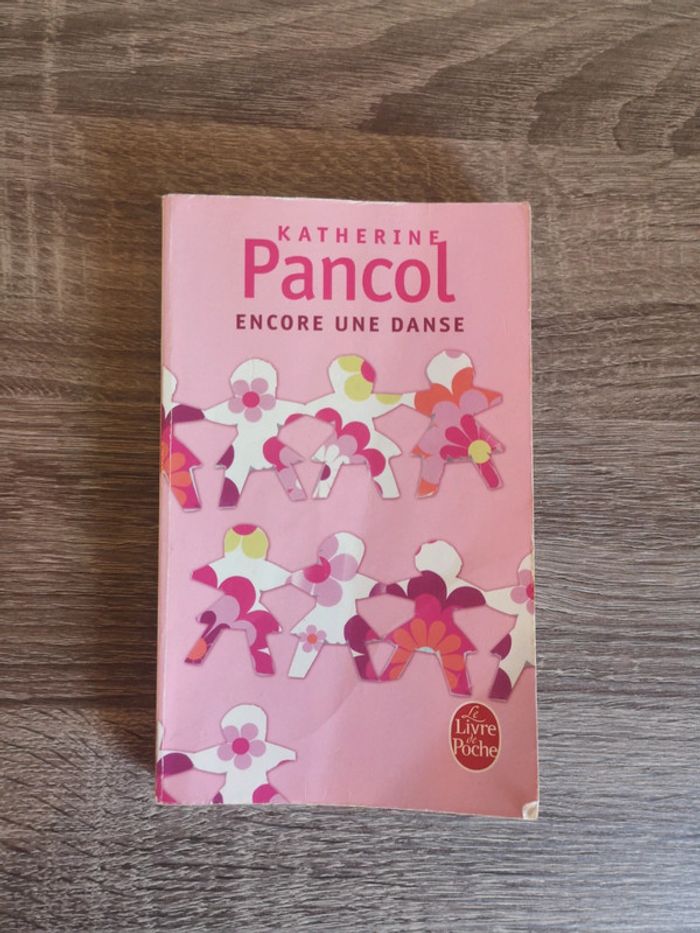 KATHERINE
Pancol
ENCORE UNE DANSE
Le
Livre
de
Poche